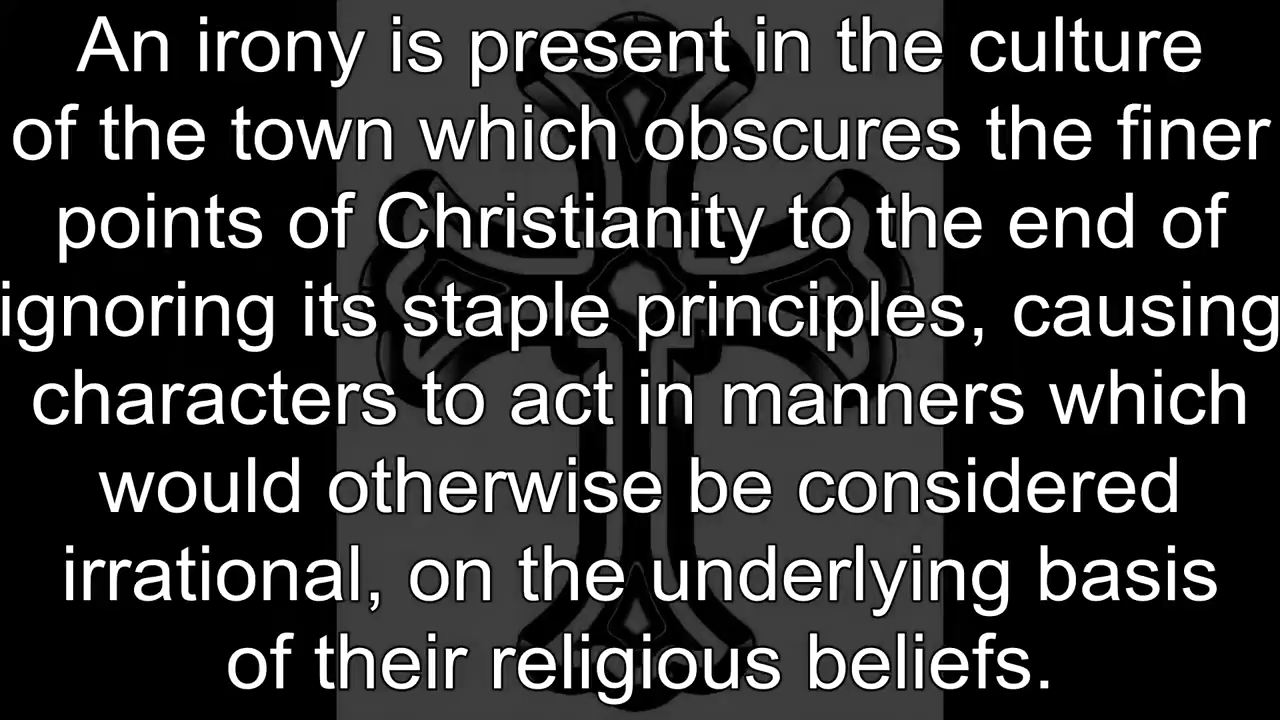 An irony is present in the culture
of the town which obscures the finer
points of Christianity to the end of
ignoring its staple principles, causing
characters to act in manners which
would otherwise be considered
irrational, on the underlying basis
of their religious beliefs.